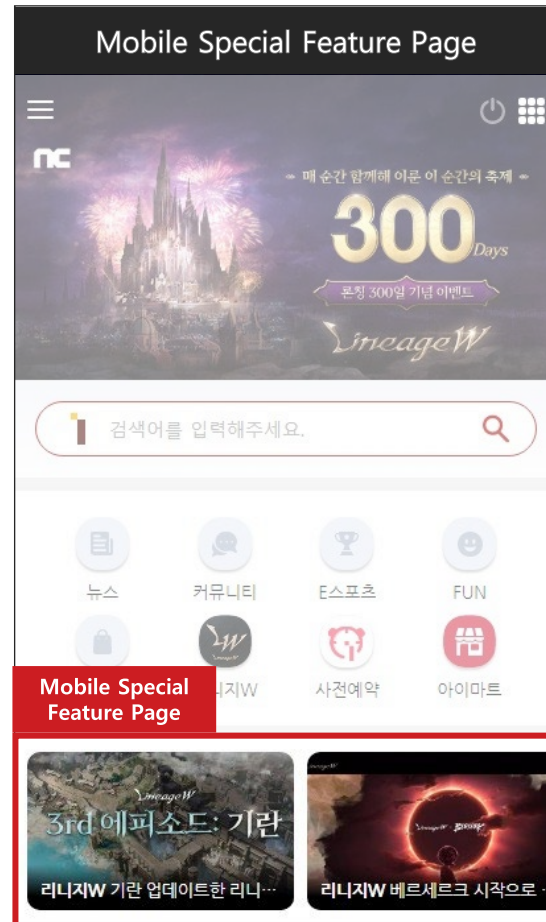 Mobile Special Feature Page
nc
매 순간 함께해 이룬 이 순간의 축제
300
Days
론칭 300일 기념 이벤트
LineageW
검색어를 입력해주세요.
뉴스 커뮤니티 E스포츠 FUN
LW
Mobile Special
Feature Page
니지W 사전예약 아이마트
LineageW
3rd 에피소드: 기란
리니지W 기란 업데이트한 리니…
LineageW
리니지W 베르세르크 시작으로